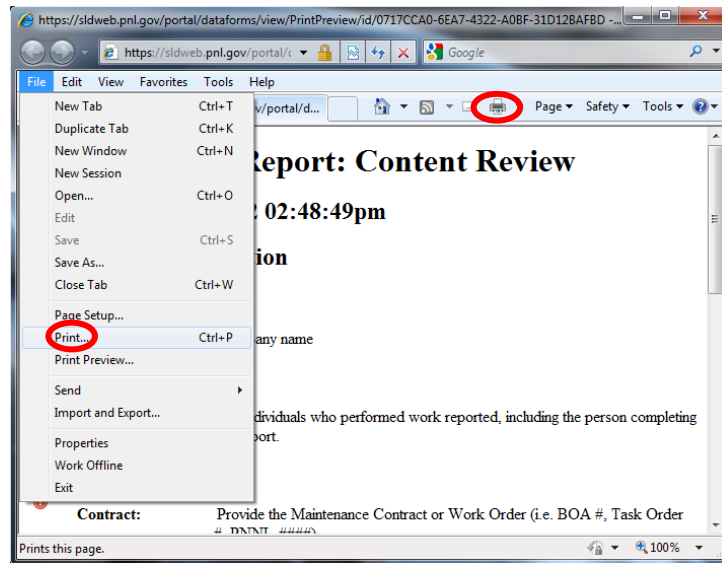 https://sldweb.pnl.gov/portal/dataforms/view/PrintPreview/id/0717CCA0-6EA7-4322-A0BF-31D12BAFBD -...
https://sldweb.pnl.gov/portal/c
Google
File Edit View Favorites Tools Help
v/portal/d...
Page Safety Tools
New Tab Ctrl+T
Duplicate Tab Ctrl+K
New Window Ctrl+N
New Session
Open... Ctrl+O
Edit
Save Ctrl+S
Save As...
Close Tab Ctrl+W
Page Setup...
Print... Ctrl+P
Print Preview...
Send
Import and Export...
Properties
Work Offline
Exit
Report: Content Review
02:48:49pm
ion
any name
dividuals who performed work reported, including the person completing
port.
Contract: Provide the Maintenance Contract or Work Order (i.e. BOA #, Task Order
#, PNNL, ####)
Prints this page.
100%